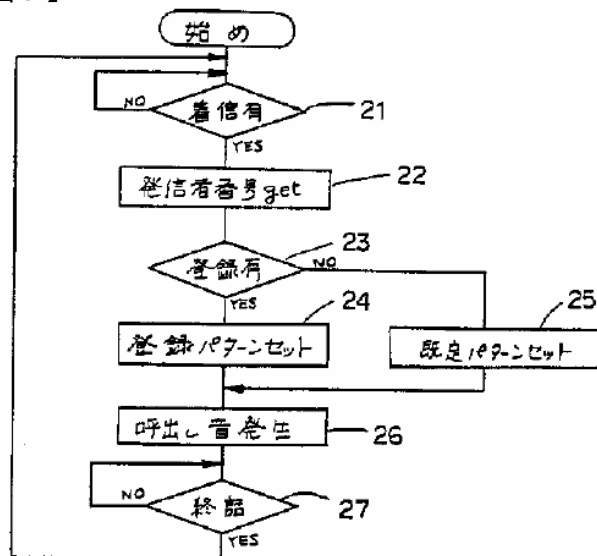 始め
着信有
21
NO
YES
発信者番号get
22
登録有
23
NO
YES
登録パターンセット
24
既定パターンセット
25
呼出し音発生
26
終話
27
NO
YES